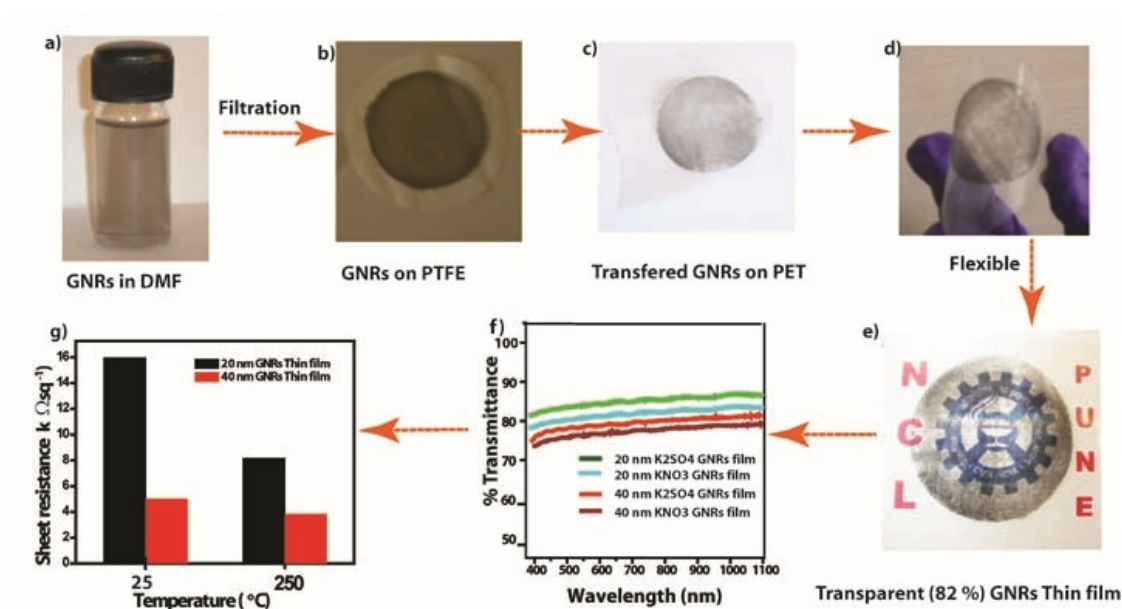 a)
b)
c)
d)
Filtration
GNRs in DMF
GNRs on PTFE
Transfered GNRs on PET
Flexible
g)
Sheet resistance k Ωsq⁻¹
16
14
12
10
8
6
4
2
0
20 nm GNRs Thin film
40 nm GNRs Thin film
25
250
Temperature ( °C)
f)
% Transmittance
100
90
80
70
60
50
20 nm K2SO4 GNRs film
20 nm KNO3 GNRs film
40 nm K2SO4 GNRs film
40 nm KNO3 GNRs film
400 500 600 700 800 900 1000 1100
Wavelength (nm)
e)
NCL
PUNE
Transparent (82 %) GNRs Thin film